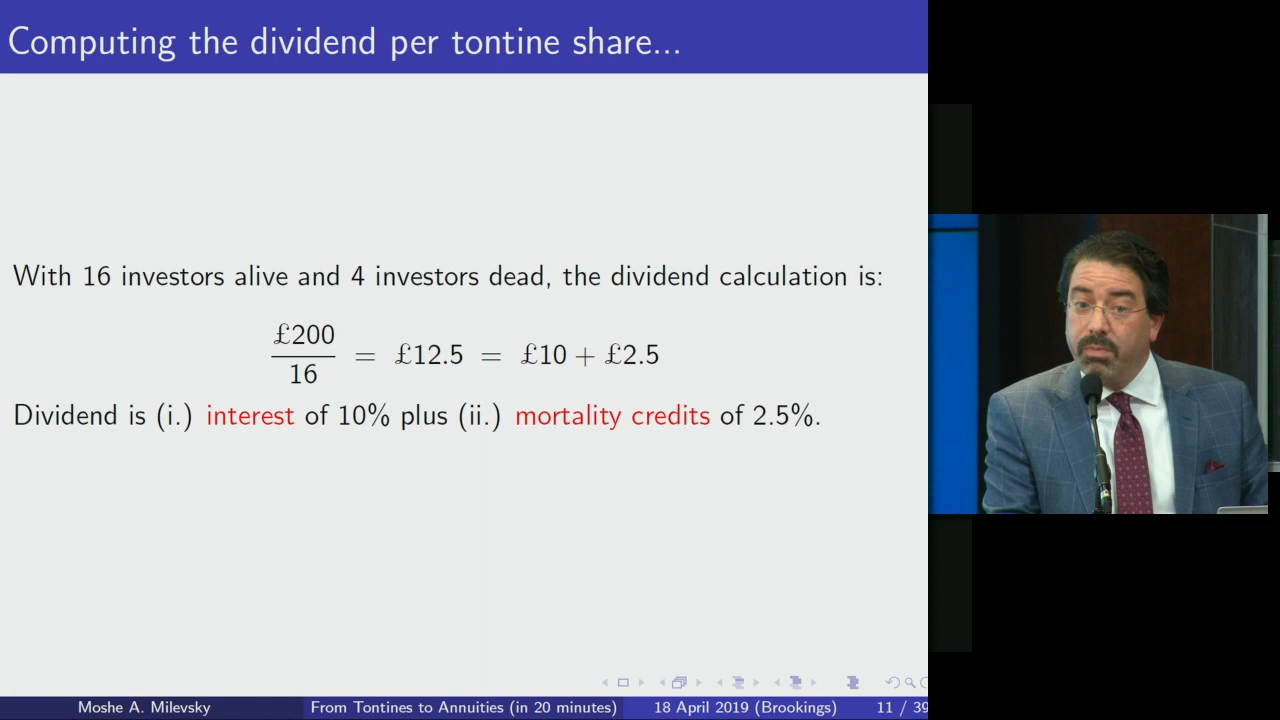 Computing the dividend per tontine share...
With 16 investors alive and 4 investors dead, the dividend calculation is:
£200
16
= £12.5 = £10 + £2.5
Dividend is (i.) interest of 10% plus (ii.) mortality credits of 2.5%.
Moshe A. Milevsky From Tontines to Annuities (in 20 minutes) 18 April 2019 (Brookings) 11 / 39